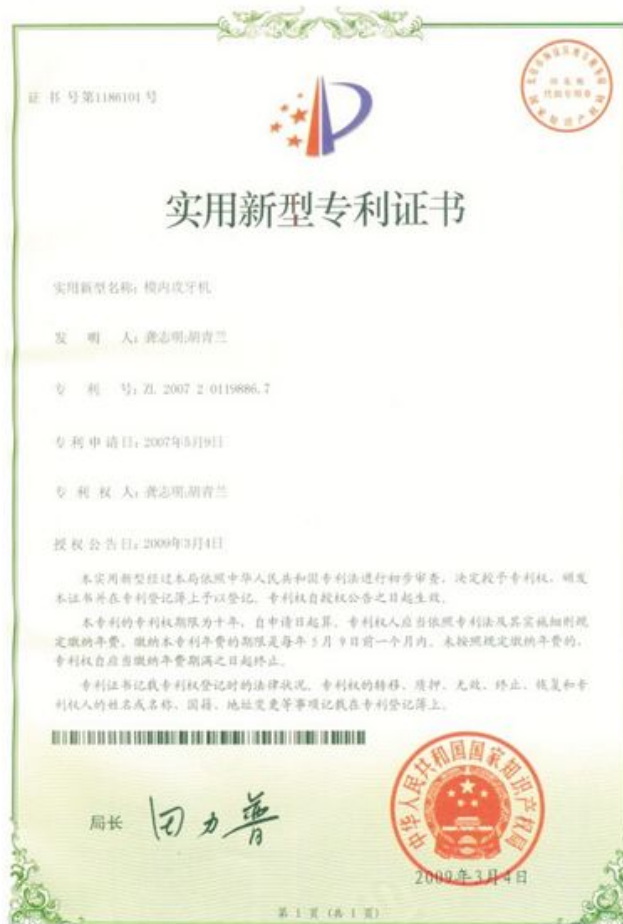 证书号第1186101号
实用新型专利证书
实用新型名称：模内攻牙机
发明人：龚志明;胡青兰
专利号：ZL 2007 2 0119886.7
专利申请日：2007年5月9日
专利权人：龚志明;胡青兰
授权公告日：2009年3月4日
本实用新型经过本局依照中华人民共和国专利法进行初步审查，决定授予专利权，颁发
本证书并在专利登记簿上予以登记。专利权自授权公告之日起生效。
本专利的专利权期限为十年，自申请日起算。专利权人应当依照专利法及其实施细则规
定缴纳年费。缴纳本专利年费的期限是每年5月9日前一个月内。未按照规定缴纳年费的，
专利权自应当缴纳年费期满之日起终止。
专利证书记载专利权登记时的法律状况。专利权的转移、质押、无效、终止、恢复和专
利权人的姓名或名称、国籍、地址变更等事项记载在专利登记簿上。
局长 田力普
中华人民共和国国家知识产权局
2009年3月4日
第1页(共1页)